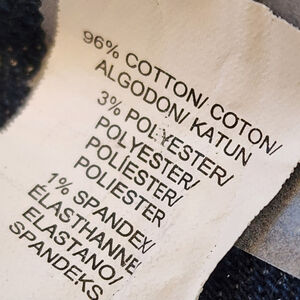 96% COTTON/ COTON/
ALGODON/ KATUN
3% POLYESTER/
POLYESTER/
POLIESTER/
POLIESTER
1% SPANDEX/
ÉLASTHANNE/
ELASTANO/
SPANDEKS